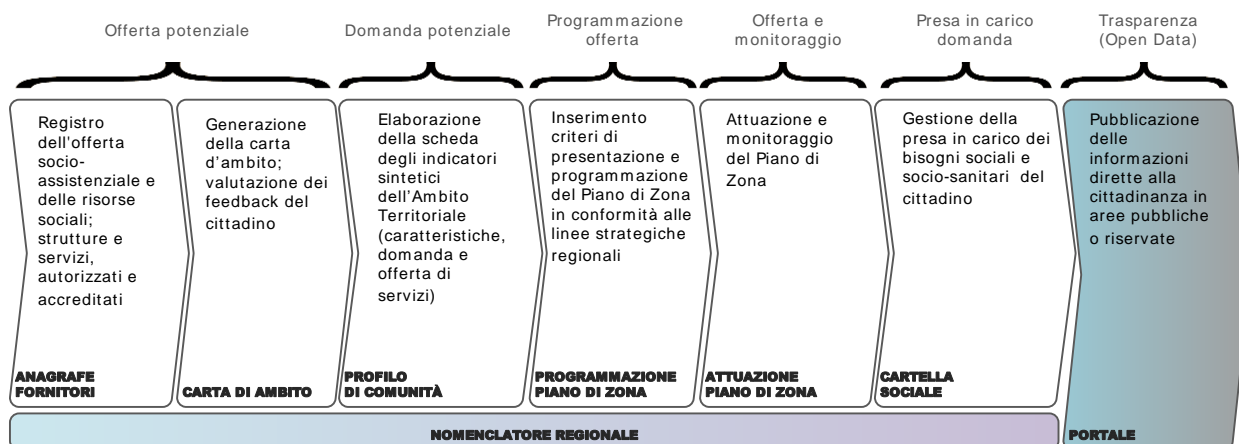 Offerta potenziale
Domanda potenziale
Programmazione
offerta
Offerta e
monitoraggio
Presa in carico
domanda
Trasparenza
(Open Data)
Registro
dell'offerta
socio-
assistenziale e
delle risorse
sociali;
strutture e
servizi,
autorizzati e
accreditati
ANAGRAFE
FORNITORI
Generazione
della carta
d'ambito;
valutazione dei
feedback del
cittadino
CARTA DI AMBITO
Elaborazione
della scheda
degli indicatori
sintetici
dell'Ambito
Territoriale
(caratteristiche,
domanda e
offerta di
servizi)
PROFILO
DI COMUNITÀ
Inserimento
criteri di
presentazione e
programmazione
del Piano di Zona
in conformità alle
linee strategiche
regionali
PROGRAMMAZIONE
PIANO DI ZONA
Attuazione e
monitoraggio
del Piano di
Zona
ATTUAZIONE
PIANO DI ZONA
Gestione della
presa in carico dei
bisogni sociali e
socio-sanitari del
cittadino
CARTELLA
SOCIALE
Pubblicazione
delle
informazioni
dirette alla
cittadinanza in
aree pubbliche
o riservate
PORTALE
NOMENCLATORE REGIONALE